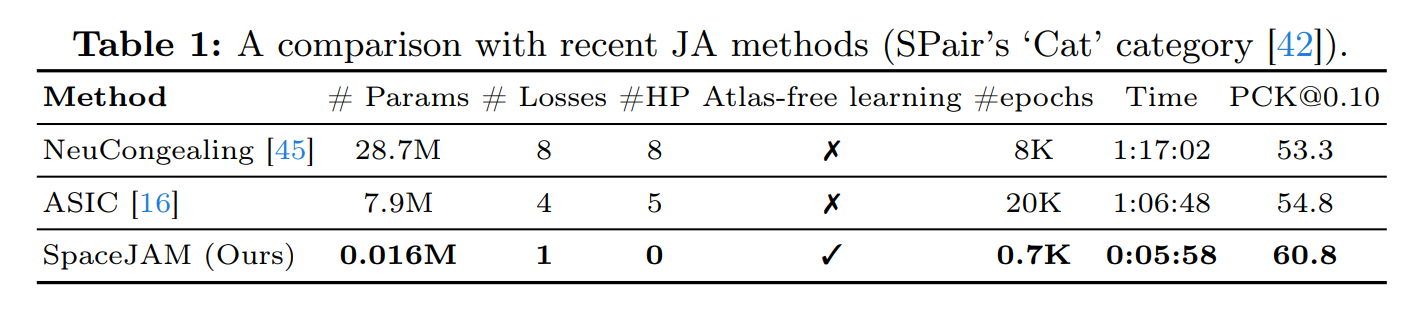 Table 1: A comparison with recent JA methods (SPair's ‘Cat’ category [42]).
Method # Params # Losses #HP Atlas-free learning #epochs Time PCK@0.10
NeuCongealing [45] 28.7M 8 8 ✗ 8K 1:17:02 53.3
ASIC [16] 7.9M 4 5 ✗ 20K 1:06:48 54.8
SpaceJAM (Ours) 0.016M 1 0 ✓ 0.7K 0:05:58 60.8